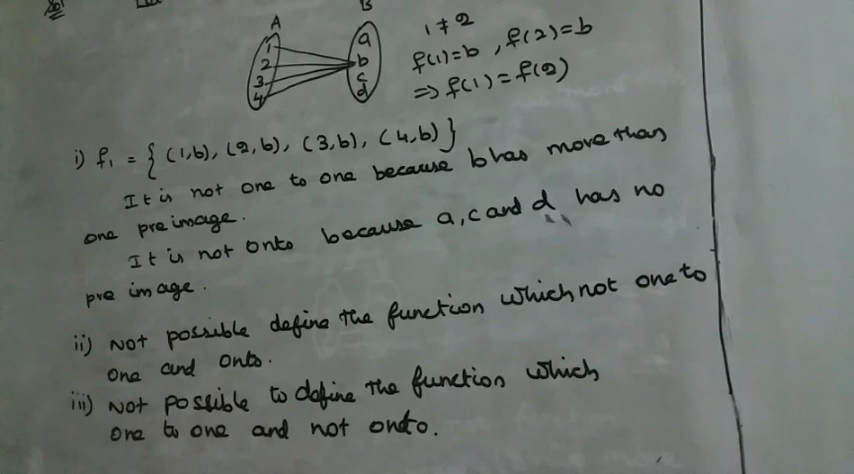 A
B
1
2
3
4
a
b
c
d
1 ≠ 2
f(1)=b, f(2)=b
⇒ f(1)=f(2)
i) f₁ = { (1,b), (2,b), (3,b), (4,b) }
It is not one to one because b has more than
one pre image.
It is not onto because a, c and d has no
pre image.
ii) Not possible define the function which not one to
one and onto.
iii) Not possible to define the function which
one to one and not onto.